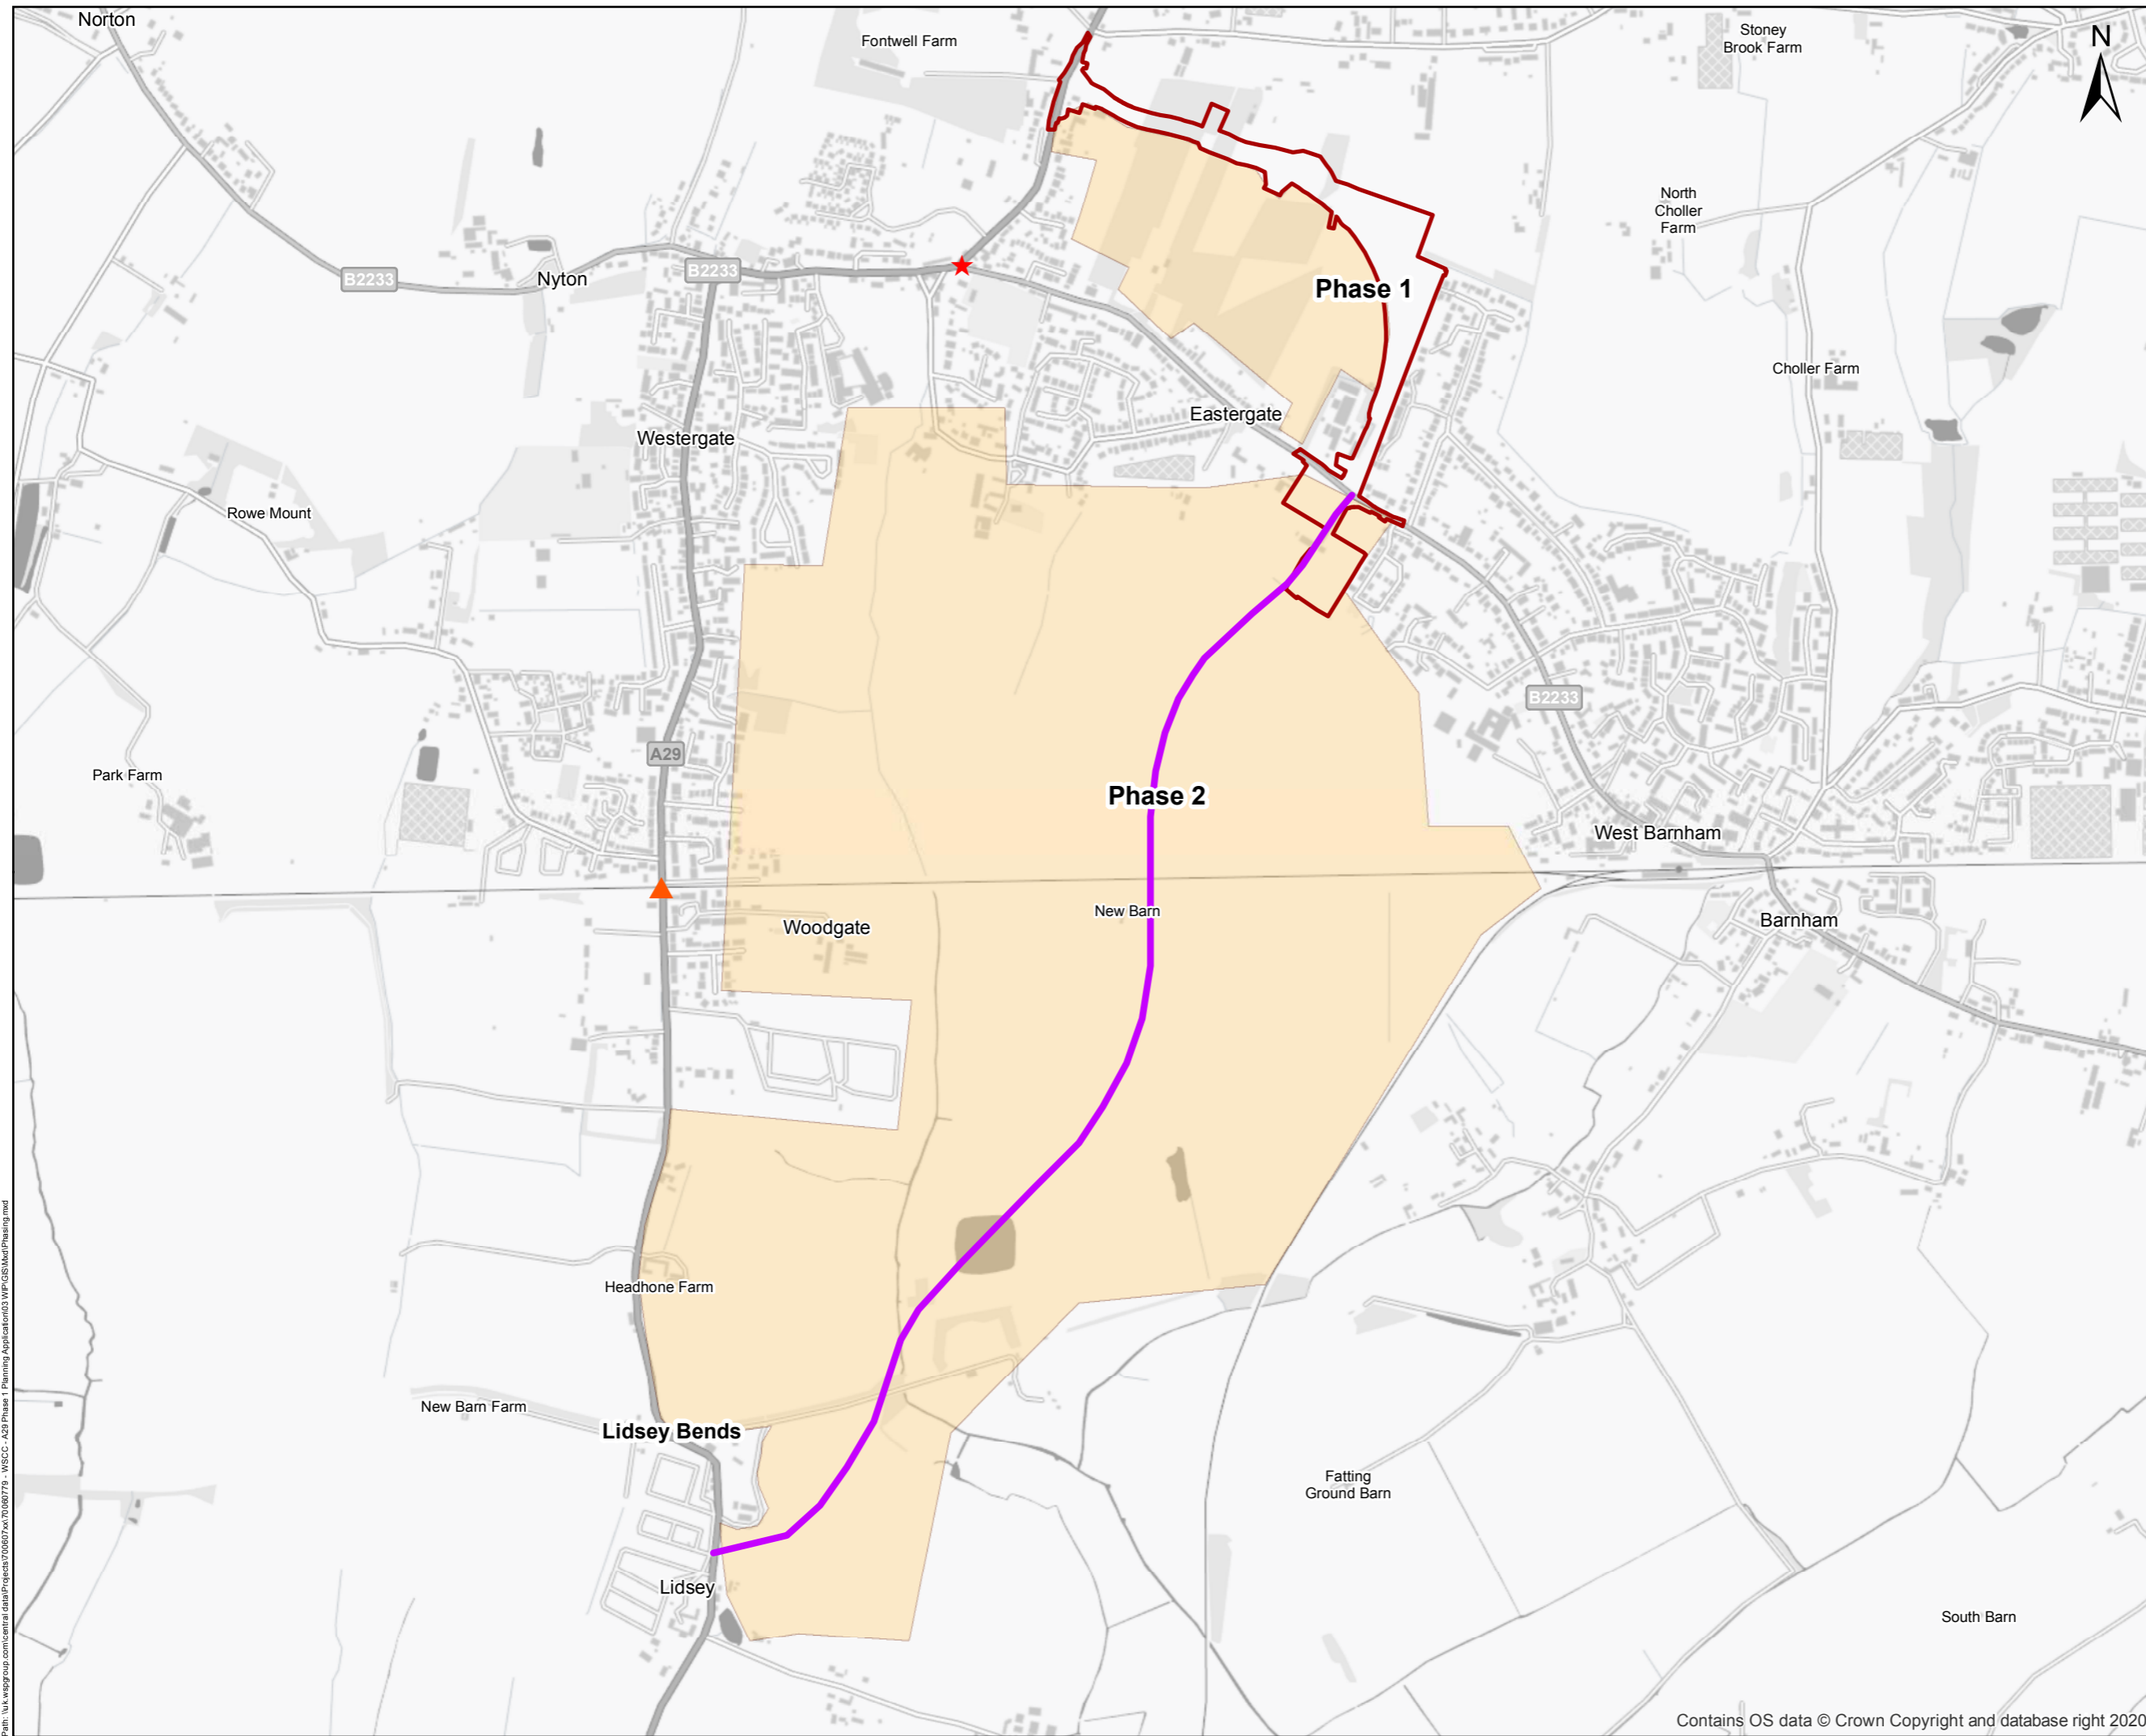 Norton
Fontwell Farm
Stoney
Brook Farm
N
North
Choller
Farm
B2233
Nyton
B2233
Phase 1
Choller Farm
Eastergate
Westergate
Rowe Mount
B2233
A29
Park Farm
Phase 2
West Barnham
New Barn
Woodgate
Barnham
Headhone Farm
New Barn Farm
Lidsey Bends
Fatting
Ground Barn
Lidsey
South Barn
Contains OS data © Crown Copyright and database right 2020